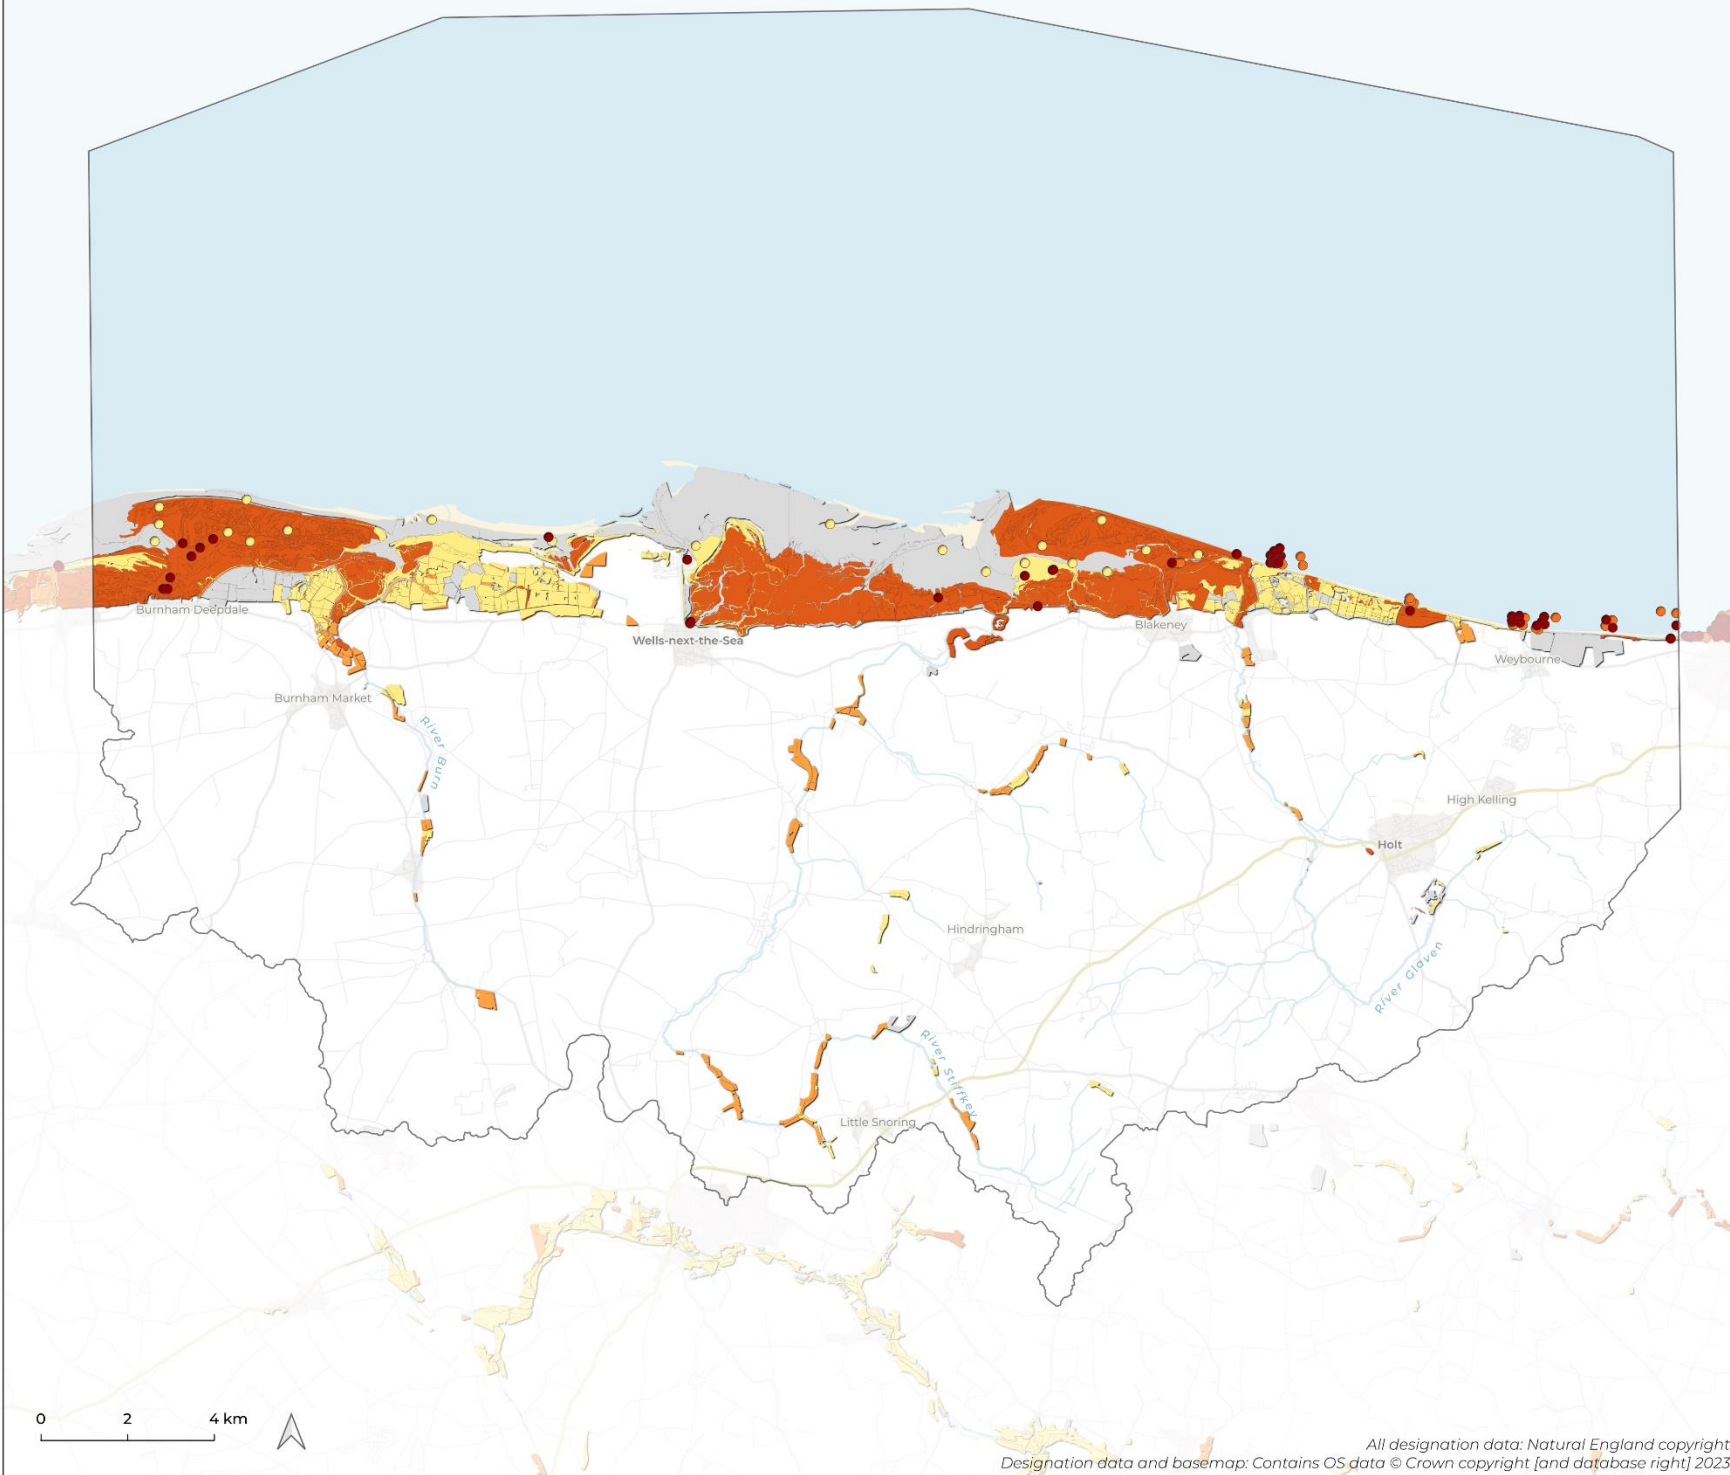 Burnham Deepdale
Wells-next-the-Sea
Blakeney
Weybourne
Burnham Market
River Burn
High Kelling
Holt
Hindringham
River Glaven
River Stiffkey
Little Snoring
0 2 4 km
All designation data: Natural England copyright
Designation data and basemap: Contains OS data © Crown copyright [and database right] 2023